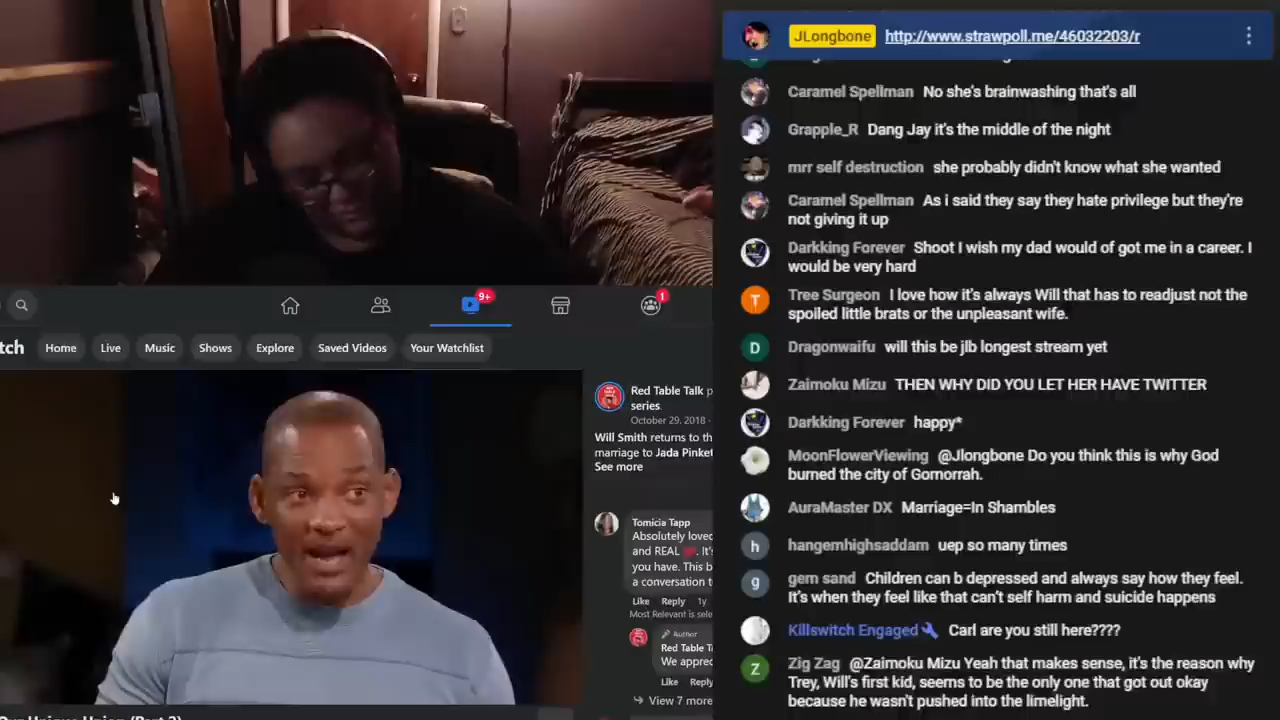 9+
1
tch
Home
Live
Music
Shows
Explore
Saved Videos
Your Watchlist
Red Table Talk
series.
October 29, 2018 ·
Will Smith returns to th
marriage to Jada Pinket
See more
Tomicia Tapp
Absolutely loved
and REAL
you have. This b
a conversation t
Like Reply 1y
Most Relevant is sele
Author
Red Table T
We apprec
Like Reply
View 7 more
JLongbone http://www.strawpoll.me/46032203/r
Caramel Spellman No she's brainwashing that's all
Grapple_R Dang Jay it's the middle of the night
mrr self destruction she probably didn't know what she wanted
Caramel Spellman As i said they say they hate privilege but they're
not giving it up
Darkking Forever Shoot I wish my dad would of got me in a career. I
would be very hard
Tree Surgeon I love how it's always Will that has to readjust not the
spoiled little brats or the unpleasant wife.
D Dragonwaifu will this be jlb longest stream yet
Zaimoku Mizu THEN WHY DID YOU LET HER HAVE TWITTER
Darkking Forever happy*
MoonFlowerViewing @Jlongbone Do you think this is why God
burned the city of Gomorrah.
AuraMaster DX Marriage=In Shambles
h hangemhighsaddam uep so many times
g gem sand Children can b depressed and always say how they feel.
It's when they feel like that can't self harm and suicide happens
Killswitch Engaged Carl are you still here????
Z Zig Zag @Zaimoku Mizu Yeah that makes sense, it's the reason why
Trey, Will's first kid, seems to be the only one that got out okay
because he wasn't pushed into the limelight.